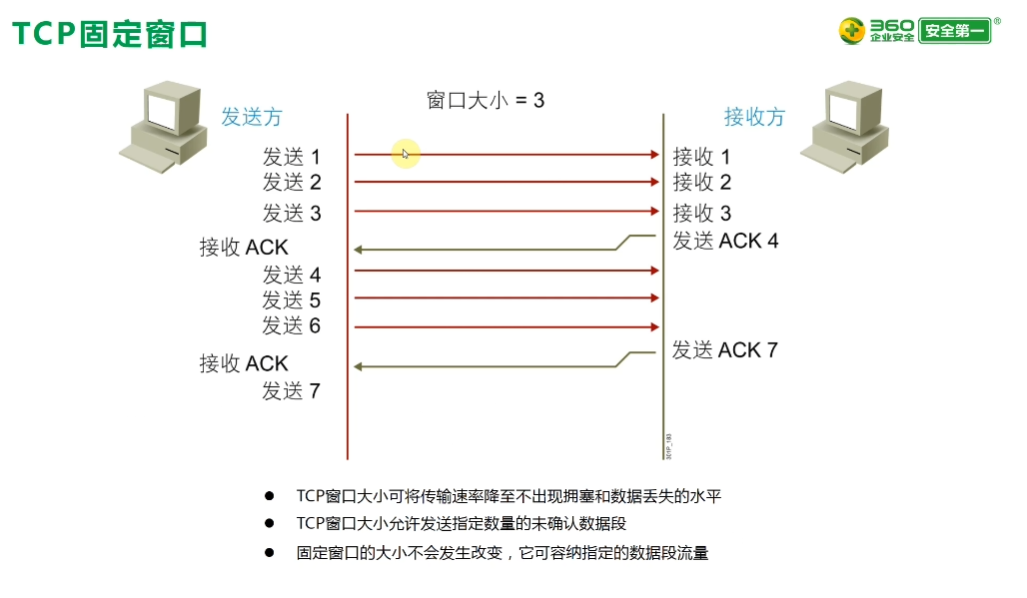 TCP固定窗口
360
企业安全
安全第一®
窗口大小 = 3
发送方
接收方
发送 1
接收 1
发送 2
接收 2
发送 3
接收 3
接收 ACK
发送 ACK 4
发送 4
发送 5
发送 6
接收 ACK
发送 ACK 7
发送 7
301P_183
● TCP窗口大小可将传输速率降至不出现拥塞和数据丢失的水平
● TCP窗口大小允许发送指定数量的未确认数据段
● 固定窗口的大小不会发生改变，它可容纳指定的数据段流量